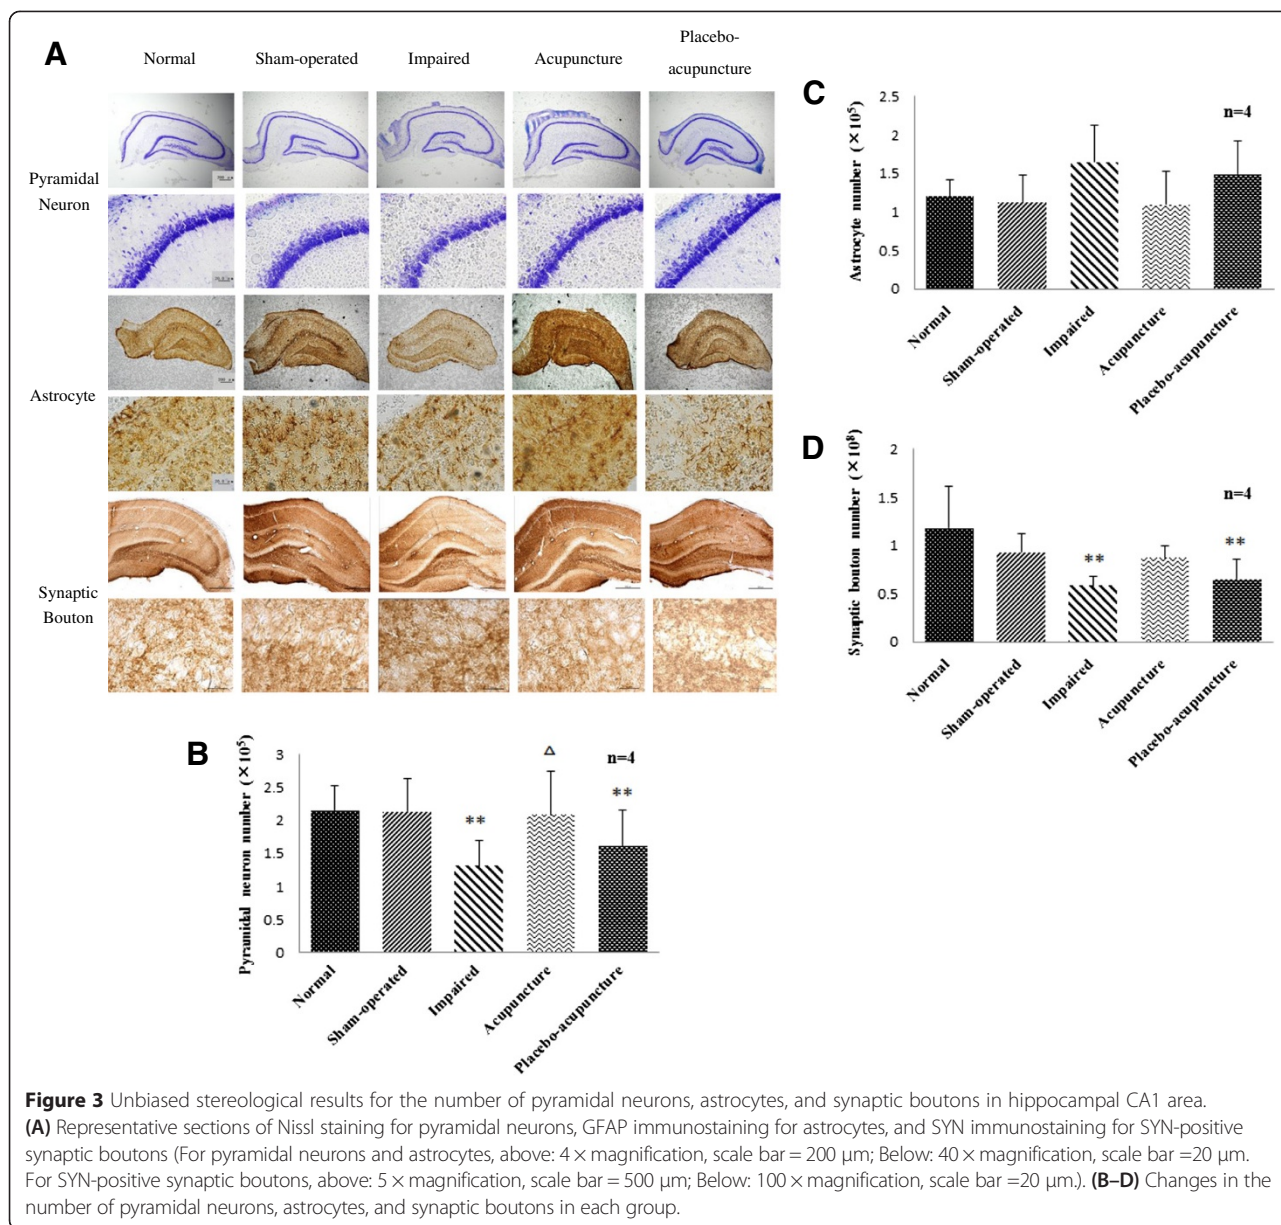 A
Normal
Sham-operated
Impaired
Acupuncture
Placebo-
acupuncture
Pyramidal
Neuron
Astrocyte
Synaptic
Bouton
C
Astrocyte number (×10⁵)
2.5
2
1.5
1
0.5
0
n=4
Normal
Sham-operated
Impaired
Acupuncture
Placebo-acupuncture
D
Synaptic bouton number (×10⁸)
2
1.5
1
0.5
0
n=4
**
**
Normal
Sham-operated
Impaired
Acupuncture
Placebo-acupuncture
B
Pyramidal neuron number (×10⁵)
3
2.5
2
1.5
1
0.5
0
**
Δ
n=4
**
Normal
Sham-operated
Impaired
Acupuncture
Placebo-acupuncture
Figure 3 Unbiased stereological results for the number of pyramidal neurons, astrocytes, and synaptic boutons in hippocampal CA1 area.
(A) Representative sections of Nissl staining for pyramidal neurons, GFAP immunostaining for astrocytes, and SYN immunostaining for SYN-positive
synaptic boutons (For pyramidal neurons and astrocytes, above: 4 × magnification, scale bar = 200 μm; Below: 40 × magnification, scale bar =20 μm.
For SYN-positive synaptic boutons, above: 5 × magnification, scale bar = 500 μm; Below: 100 × magnification, scale bar =20 μm.). (B–D) Changes in the
number of pyramidal neurons, astrocytes, and synaptic boutons in each group.